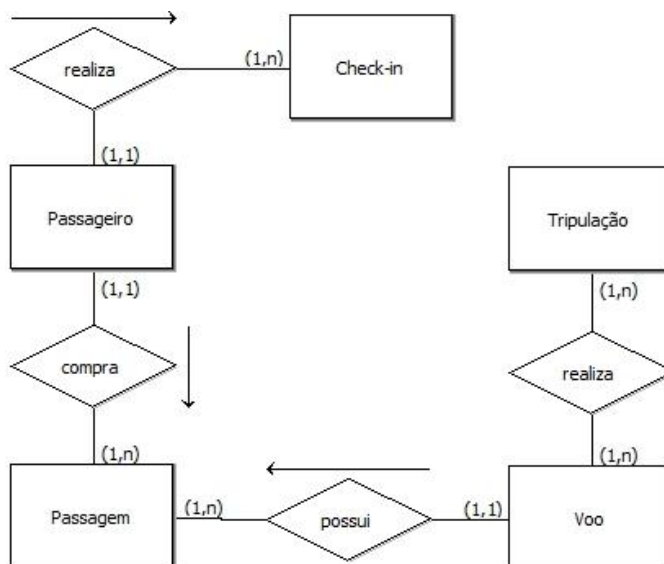 realiza
(1,n)
Check-in
(1,1)
Passageiro
Tripulação
(1,1)
(1,n)
compra
realiza
(1,n)
(1,n)
Passagem
(1,n)
possui
(1,1)
Voo